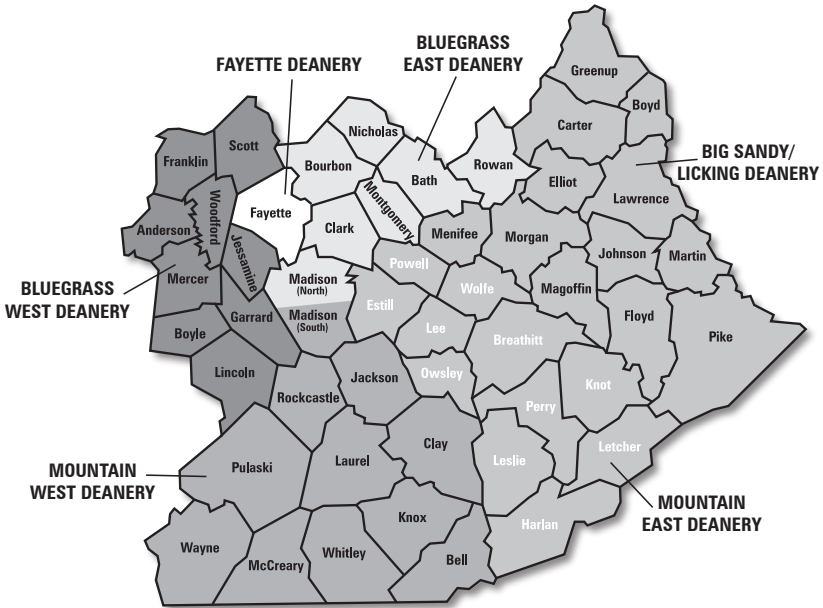 BLUEGRASS
EAST DEANERY
FAYETTE DEANERY
Greenup
Boyd
Carter
Nicholas
Scott
Franklin
Bourbon
Rowan
Bath
BIG SANDY/
LICKING DEANERY
Elliot
Lawrence
Woodford
Fayette
Montgomery
Anderson
Clark
Menifee
Morgan
Johnson
Martin
Jessamine
Powell
Mercer
Madison
(North)
Wolfe
Magoffin
BLUEGRASS
WEST DEANERY
Estill
Garrard
Madison
(South)
Lee
Floyd
Boyle
Breathitt
Pike
Lincoln
Jackson
Owsley
Knot
Rockcastle
Perry
Clay
Letcher
Pulaski
Laurel
Leslie
MOUNTAIN
WEST DEANERY
MOUNTAIN
EAST DEANERY
Knox
Harlan
Wayne
Whitley
McCreary
Bell